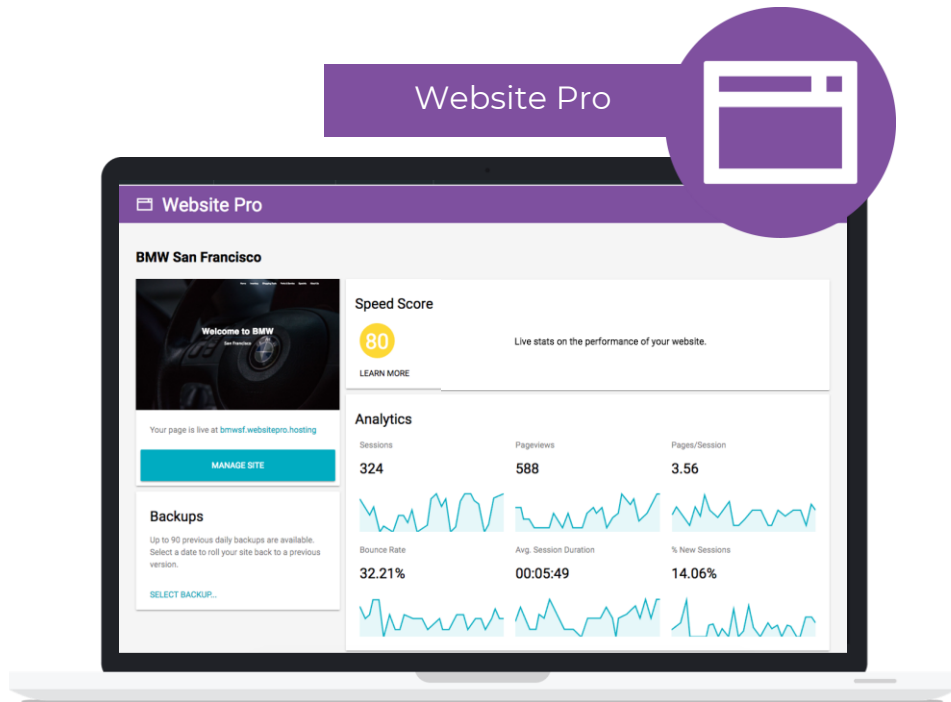 Website Pro
Website Pro
BMW San Francisco
Welcome to BMW
San Francisco
Your page is live at bmwsf.websitepro.hosting
MANAGE SITE
Backups
Up to 90 previous daily backups are available.
Select a date to roll your site back to a previous
version.
SELECT BACKUP...
Speed Score
80
LEARN MORE
Live stats on the performance of your website.
Analytics
Sessions
Pageviews
Pages/Session
324
588
3.56
Bounce Rate
Avg. Session Duration
% New Sessions
32.21%
00:05:49
14.06%